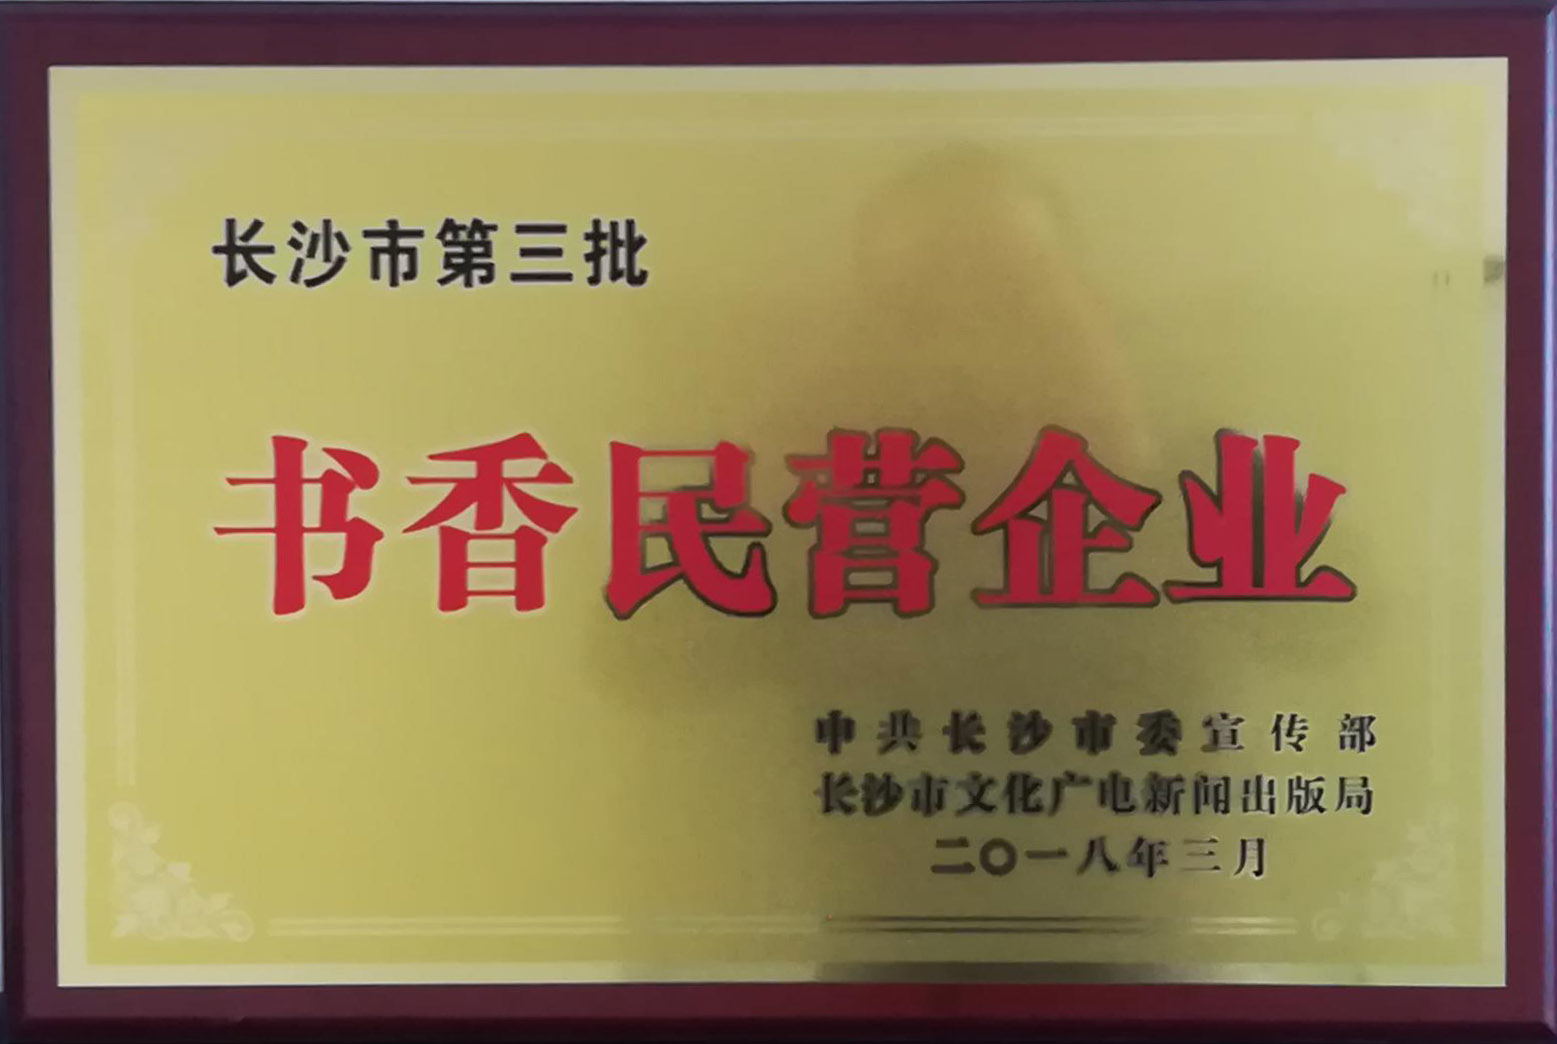 长沙市第三批
书香民营企业
中共长沙市委宣传部
长沙市文化广电新闻出版局
二〇一八年三月